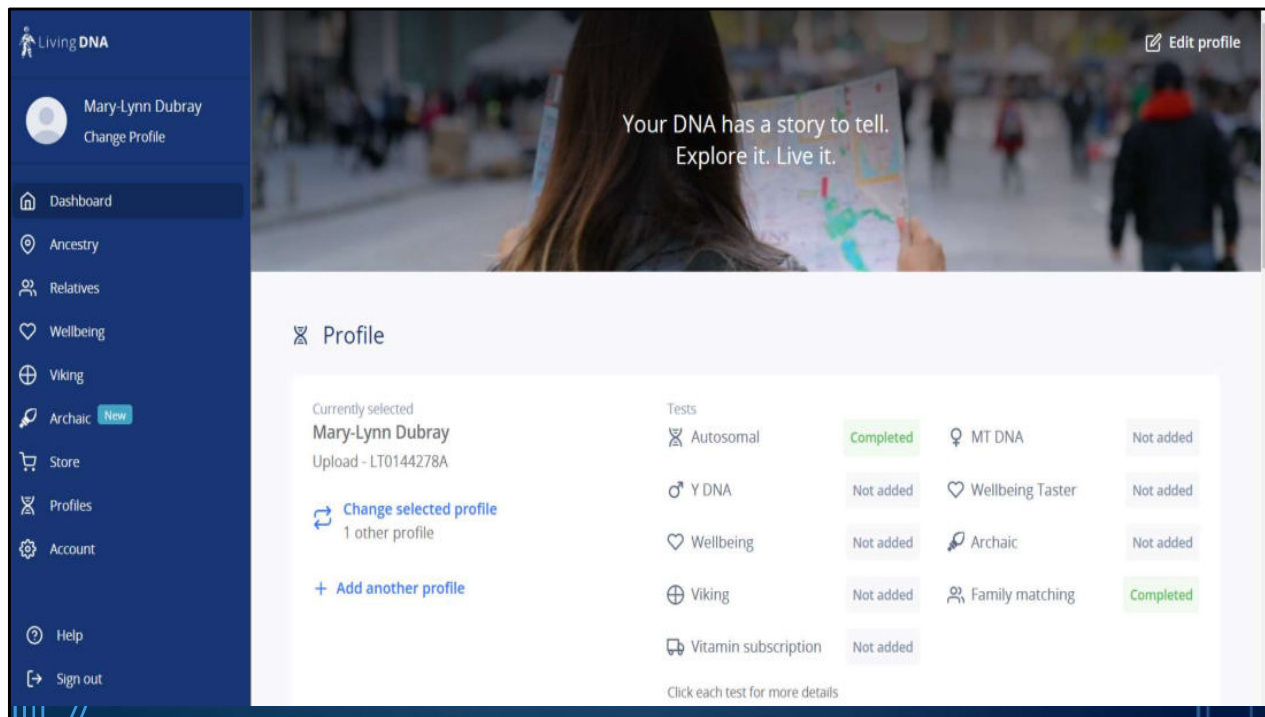 Living DNA
Mary-Lynn Dubray
Change Profile
Dashboard
Ancestry
Relatives
Wellbeing
Viking
Archaic New
Store
Profiles
Account
Help
Sign out
Edit profile
Your DNA has a story to tell.
Explore it. Live it.
Profile
Currently selected
Mary-Lynn Dubray
Upload - LT0144278A
Change selected profile
1 other profile
+ Add another profile
Tests
Autosomal Completed
MT DNA Not added
Y DNA Not added
Wellbeing Taster Not added
Wellbeing Not added
Archaic Not added
Viking Not added
Family matching Completed
Vitamin subscription Not added
Click each test for more details